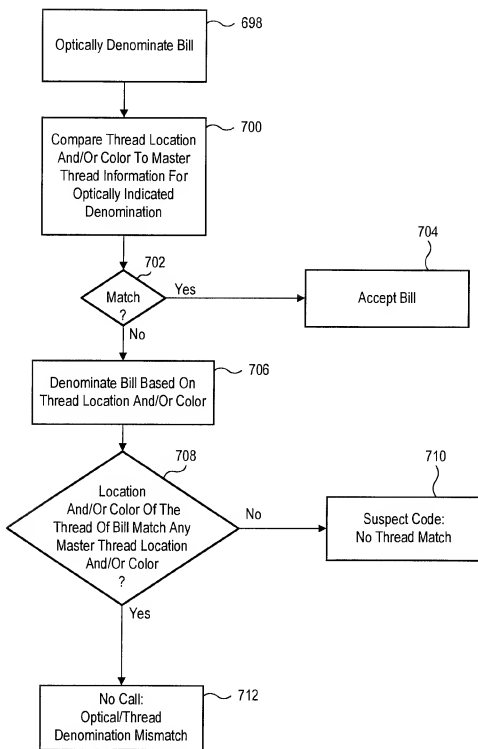 Optically Denominate Bill
698
Compare Thread Location
And/Or Color To Master
Thread Information For
Optically Indicated
Denomination
700
702
Match
?
Yes
No
704
Accept Bill
Denominate Bill Based On
Thread Location And/Or Color
706
708
Location
And/Or Color Of The
Thread Of Bill Match Any
Master Thread Location
And/Or Color
?
No
Yes
710
Suspect Code:
No Thread Match
No Call:
Optical/Thread
Denomination Mismatch
712